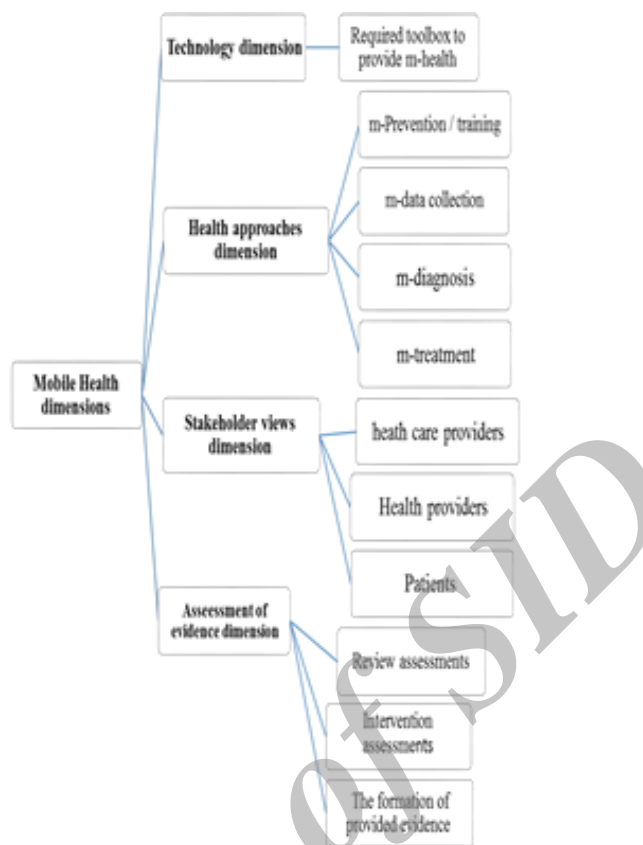 Technology dimension
Required toolbox to
provide m-health
m-Prevention / training
m-data collection
Health approaches
dimension
m-diagnosis
m-treatment
Mobile Health
dimensions
Stakeholder views
dimension
heath care providers
Health providers
Patients
Assessment of
evidence dimension
Review assessments
Intervention
assessments
The formation of
provided evidence
of SID